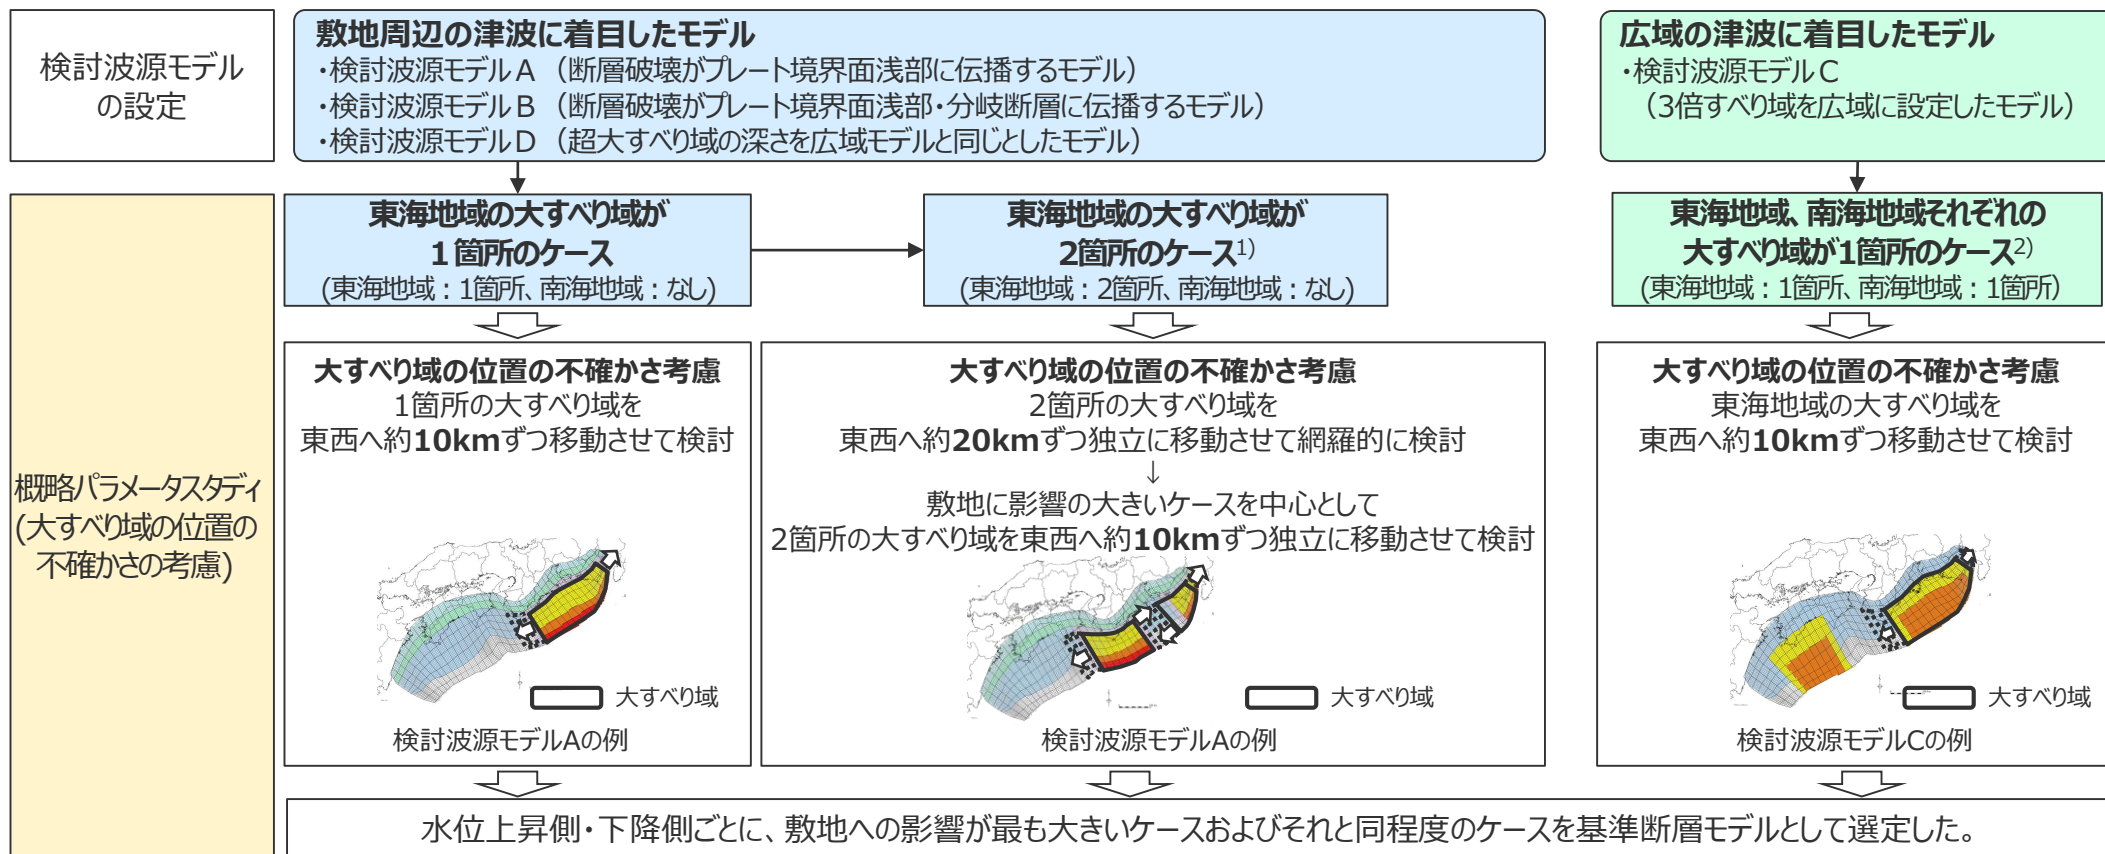 検討波源モデル
の設定
敷地周辺の津波に着目したモデル
・検討波源モデルA （断層破壊がプレート境界面浅部に伝播するモデル）
・検討波源モデルB （断層破壊がプレート境界面浅部・分岐断層に伝播するモデル）
・検討波源モデルD （超大すべり域の深さを広域モデルと同じとしたモデル）
広域の津波に着目したモデル
・検討波源モデルC
（3倍すべり域を広域に設定したモデル）
概略パラメータスタディ
(大すべり域の位置の
不確かさの考慮)
東海地域の大すべり域が
1箇所のケース
(東海地域：1箇所、南海地域：なし)
東海地域の大すべり域が
2箇所のケース1)
(東海地域：2箇所、南海地域：なし)
東海地域、南海地域それぞれの
大すべり域が1箇所のケース2)
(東海地域：1箇所、南海地域：1箇所)
大すべり域の位置の不確かさ考慮
1箇所の大すべり域を
東西へ約10kmずつ移動させて検討
大すべり域
検討波源モデルAの例
大すべり域の位置の不確かさ考慮
2箇所の大すべり域を
東西へ約20kmずつ独立に移動させて網羅的に検討
↓
敷地に影響の大きいケースを中心として
2箇所の大すべり域を東西へ約10kmずつ独立に移動させて検討
大すべり域
検討波源モデルAの例
大すべり域の位置の不確かさ考慮
東海地域の大すべり域を
東西へ約10kmずつ移動させて検討
大すべり域
検討波源モデルCの例
水位上昇側・下降側ごとに、敷地への影響が最も大きいケースおよびそれと同程度のケースを基準断層モデルとして選定した。